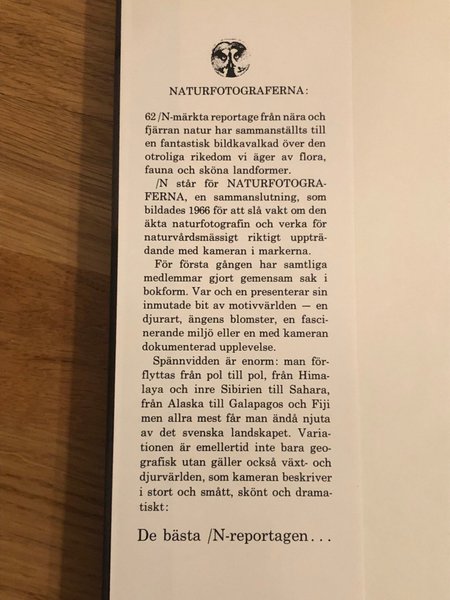 NATURFOTOGRAFERNA:
62 /N-märkta reportage från nära och
fjärran natur har sammanställts till
en fantastisk bildkavalkad över den
otroliga rikedom vi äger av flora,
fauna och sköna landformer.
/N står för NATURFOTOGRA-
FERNA, en sammanslutning, som
bildades 1966 för att slå vakt om den
äkta naturfotografin och verka för
naturvårdsmässigt riktigt uppträ-
dande med kameran i markerna.
För första gången har samtliga
medlemmar gjort gemensam sak i
bokform. Var och en presenterar sin
inmutade bit av motivvärlden — en
djurart, ängens blomster, en fasci-
nerande miljö eller en med kameran
dokumenterad upplevelse.
Spännvidden är enorm: man för-
flyttas från pol till pol, från Hima-
laya och inre Sibirien till Sahara,
från Alaska till Galapagos och Fiji
men allra mest får man ändå njuta
av det svenska landskapet. Varia-
tionen är emellertid inte bara geo-
grafisk utan gäller också växt- och
djurvärlden, som kameran beskriver
i stort och smått, skönt och drama-
tiskt:
De bästa /N-reportagen...